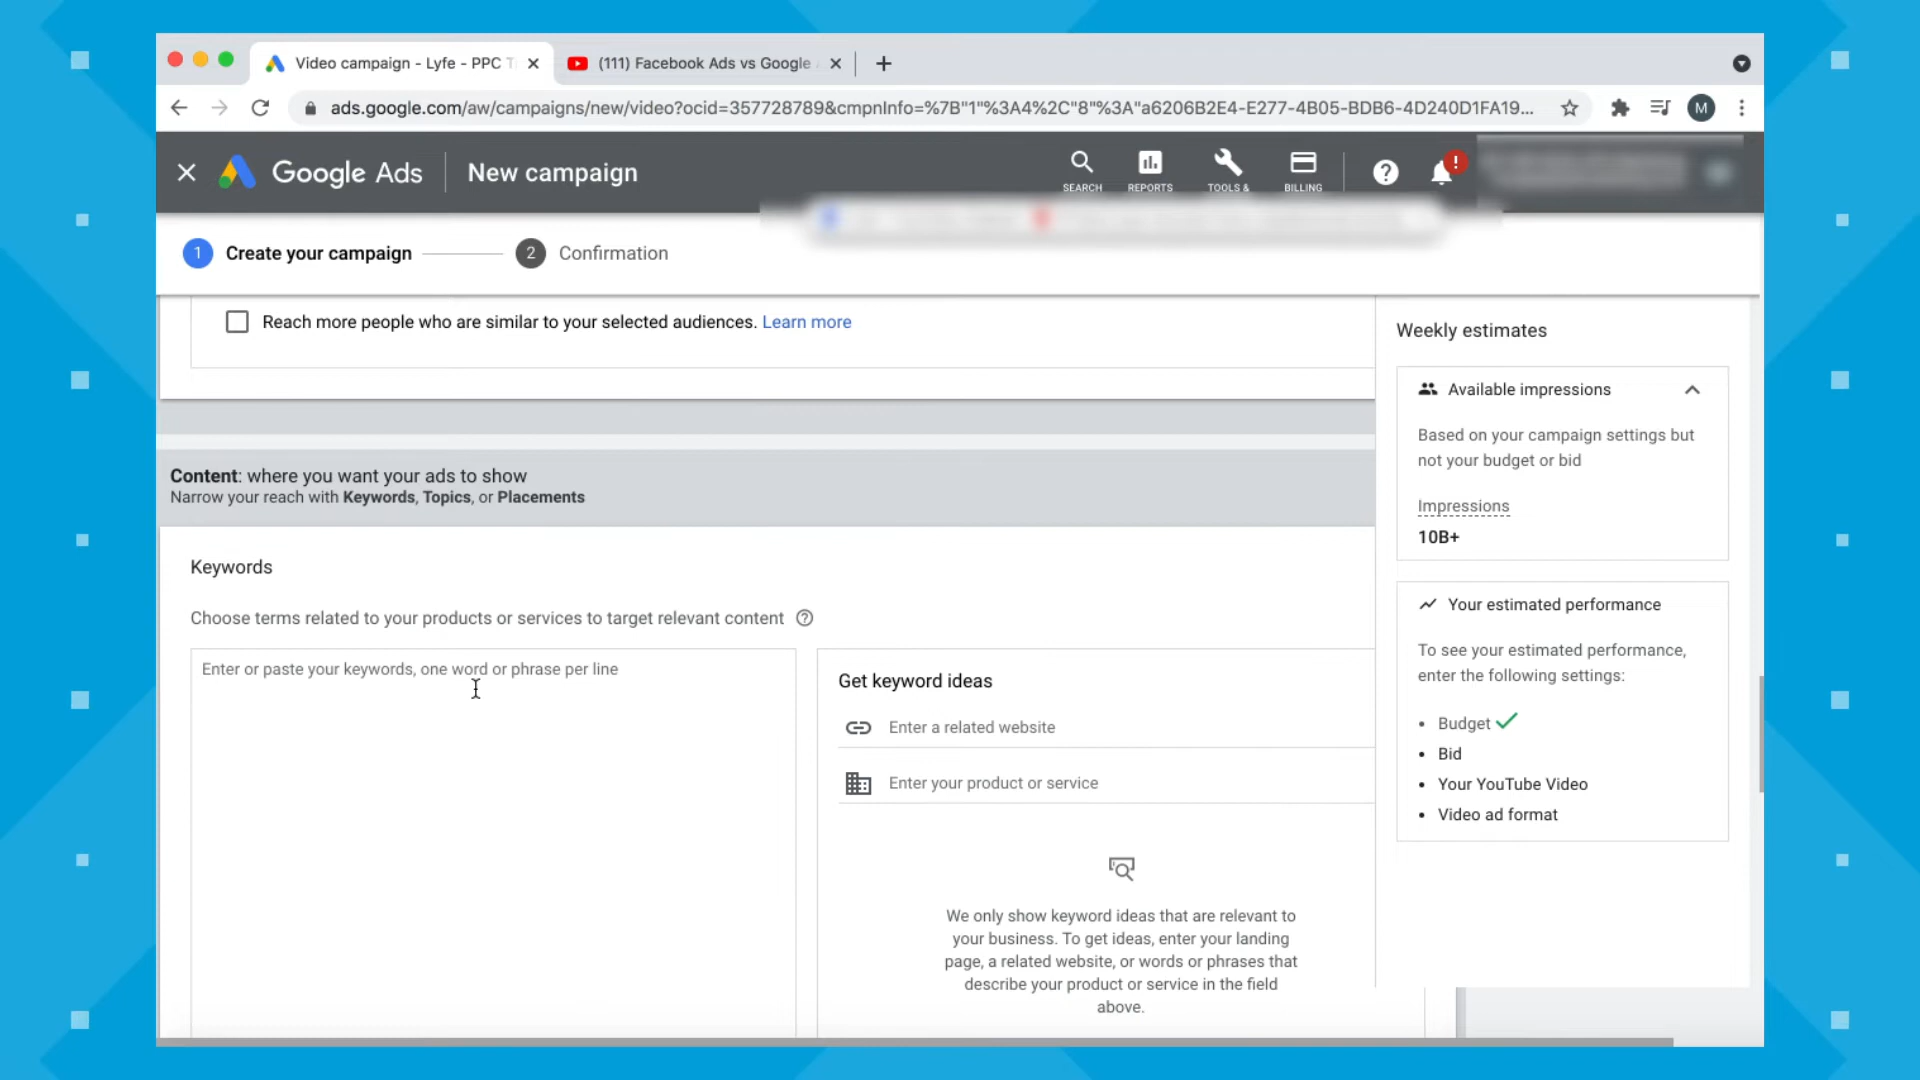 Video campaign - Lyfe - PPC T
(111) Facebook Ads vs Google
ads.google.com/aw/campaigns/new/video?ocid=357728789&cmpnInfo=%7B"1"%3A4%2C"8"%3A"a6206B2E4-E277-4B05-BDB6-4D240D1FA19...
M
Google Ads
New campaign
SEARCH
REPORTS
TOOLS &
BILLING
1 Create your campaign
2 Confirmation
Reach more people who are similar to your selected audiences. Learn more
Content: where you want your ads to show
Narrow your reach with Keywords, Topics, or Placements
Keywords
Choose terms related to your products or services to target relevant content
Enter or paste your keywords, one word or phrase per line
Get keyword ideas
Enter a related website
Enter your product or service
We only show keyword ideas that are relevant to
your business. To get ideas, enter your landing
page, a related website, or words or phrases that
describe your product or service in the field
above.
Weekly estimates
Available impressions
Based on your campaign settings but
not your budget or bid
Impressions
10B+
Your estimated performance
To see your estimated performance,
enter the following settings:
• Budget
• Bid
• Your YouTube Video
• Video ad format